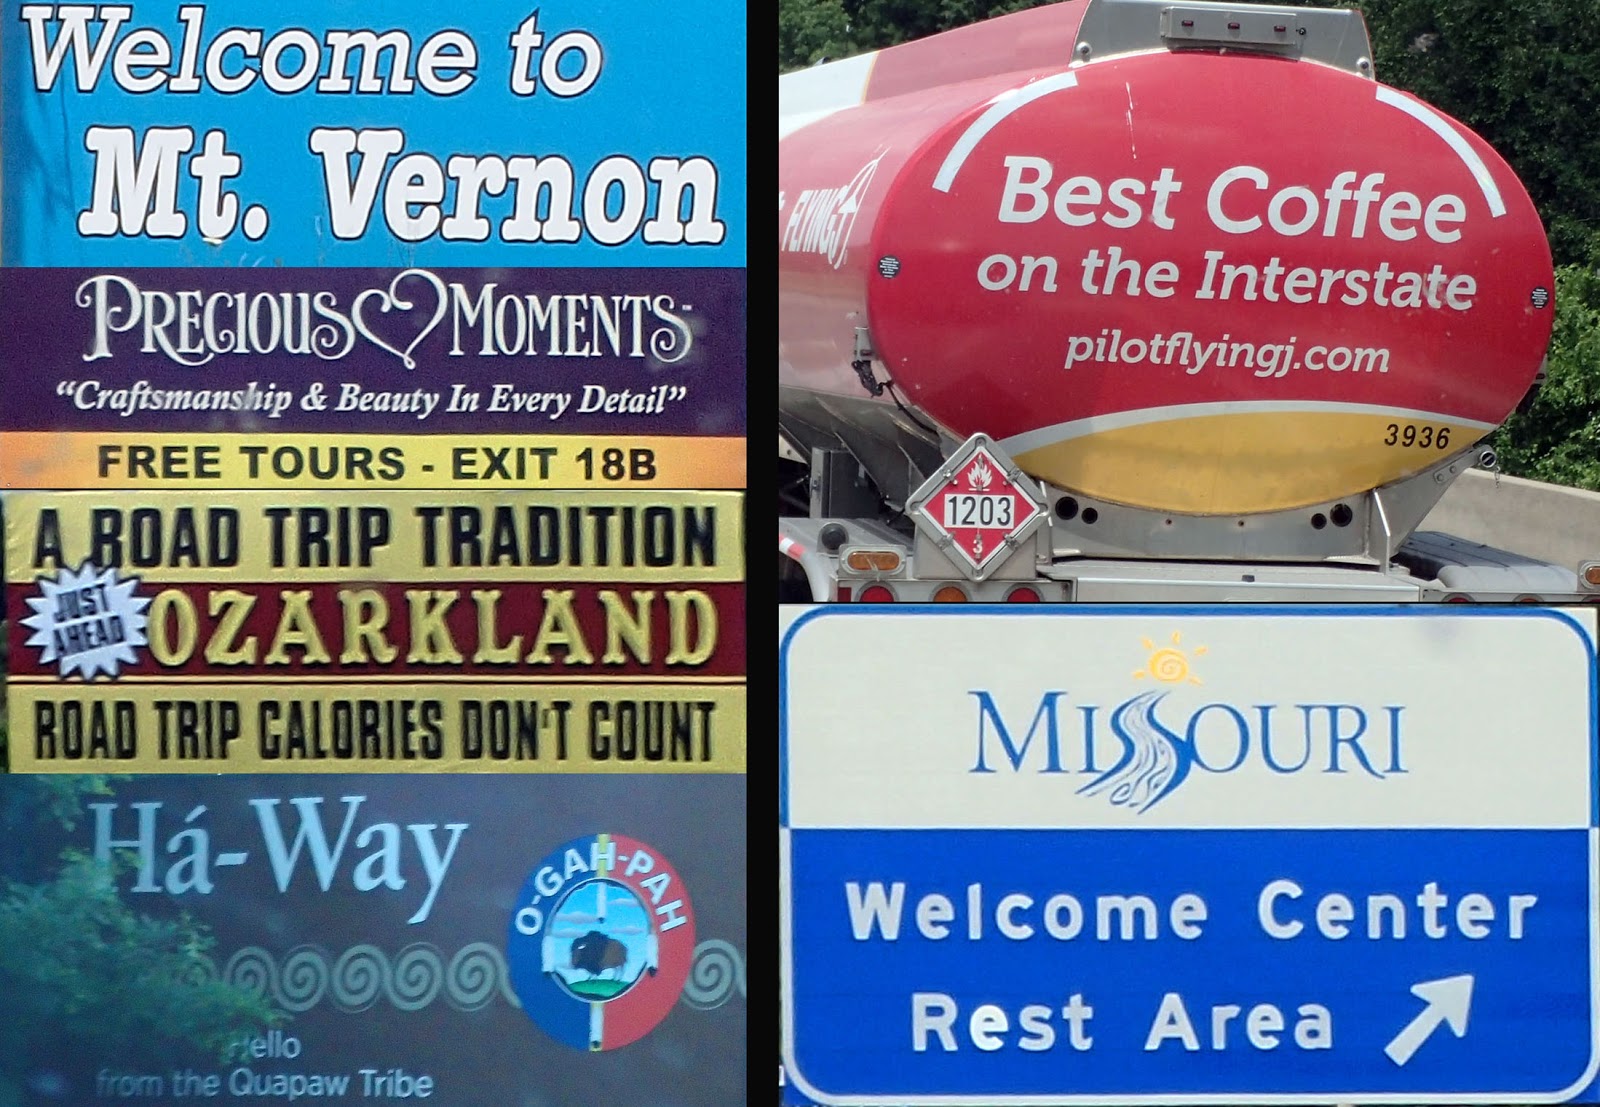 Welcome to
Mt. Vernon
PRECIOUS MOMENTS™
“Craftsmanship & Beauty In Every Detail”
FREE TOURS - EXIT 18B
A ROAD TRIP TRADITION
JUST
AHEAD
OZARKLAND
ROAD TRIP CALORIES DON'T COUNT
Há-Way
O-GAH-PAH
Hello
from the Quapaw Tribe
FLYING J
Best Coffee
on the Interstate
pilotflyingj.com
3936
1203
3
MISSOURI
Welcome Center
Rest Area